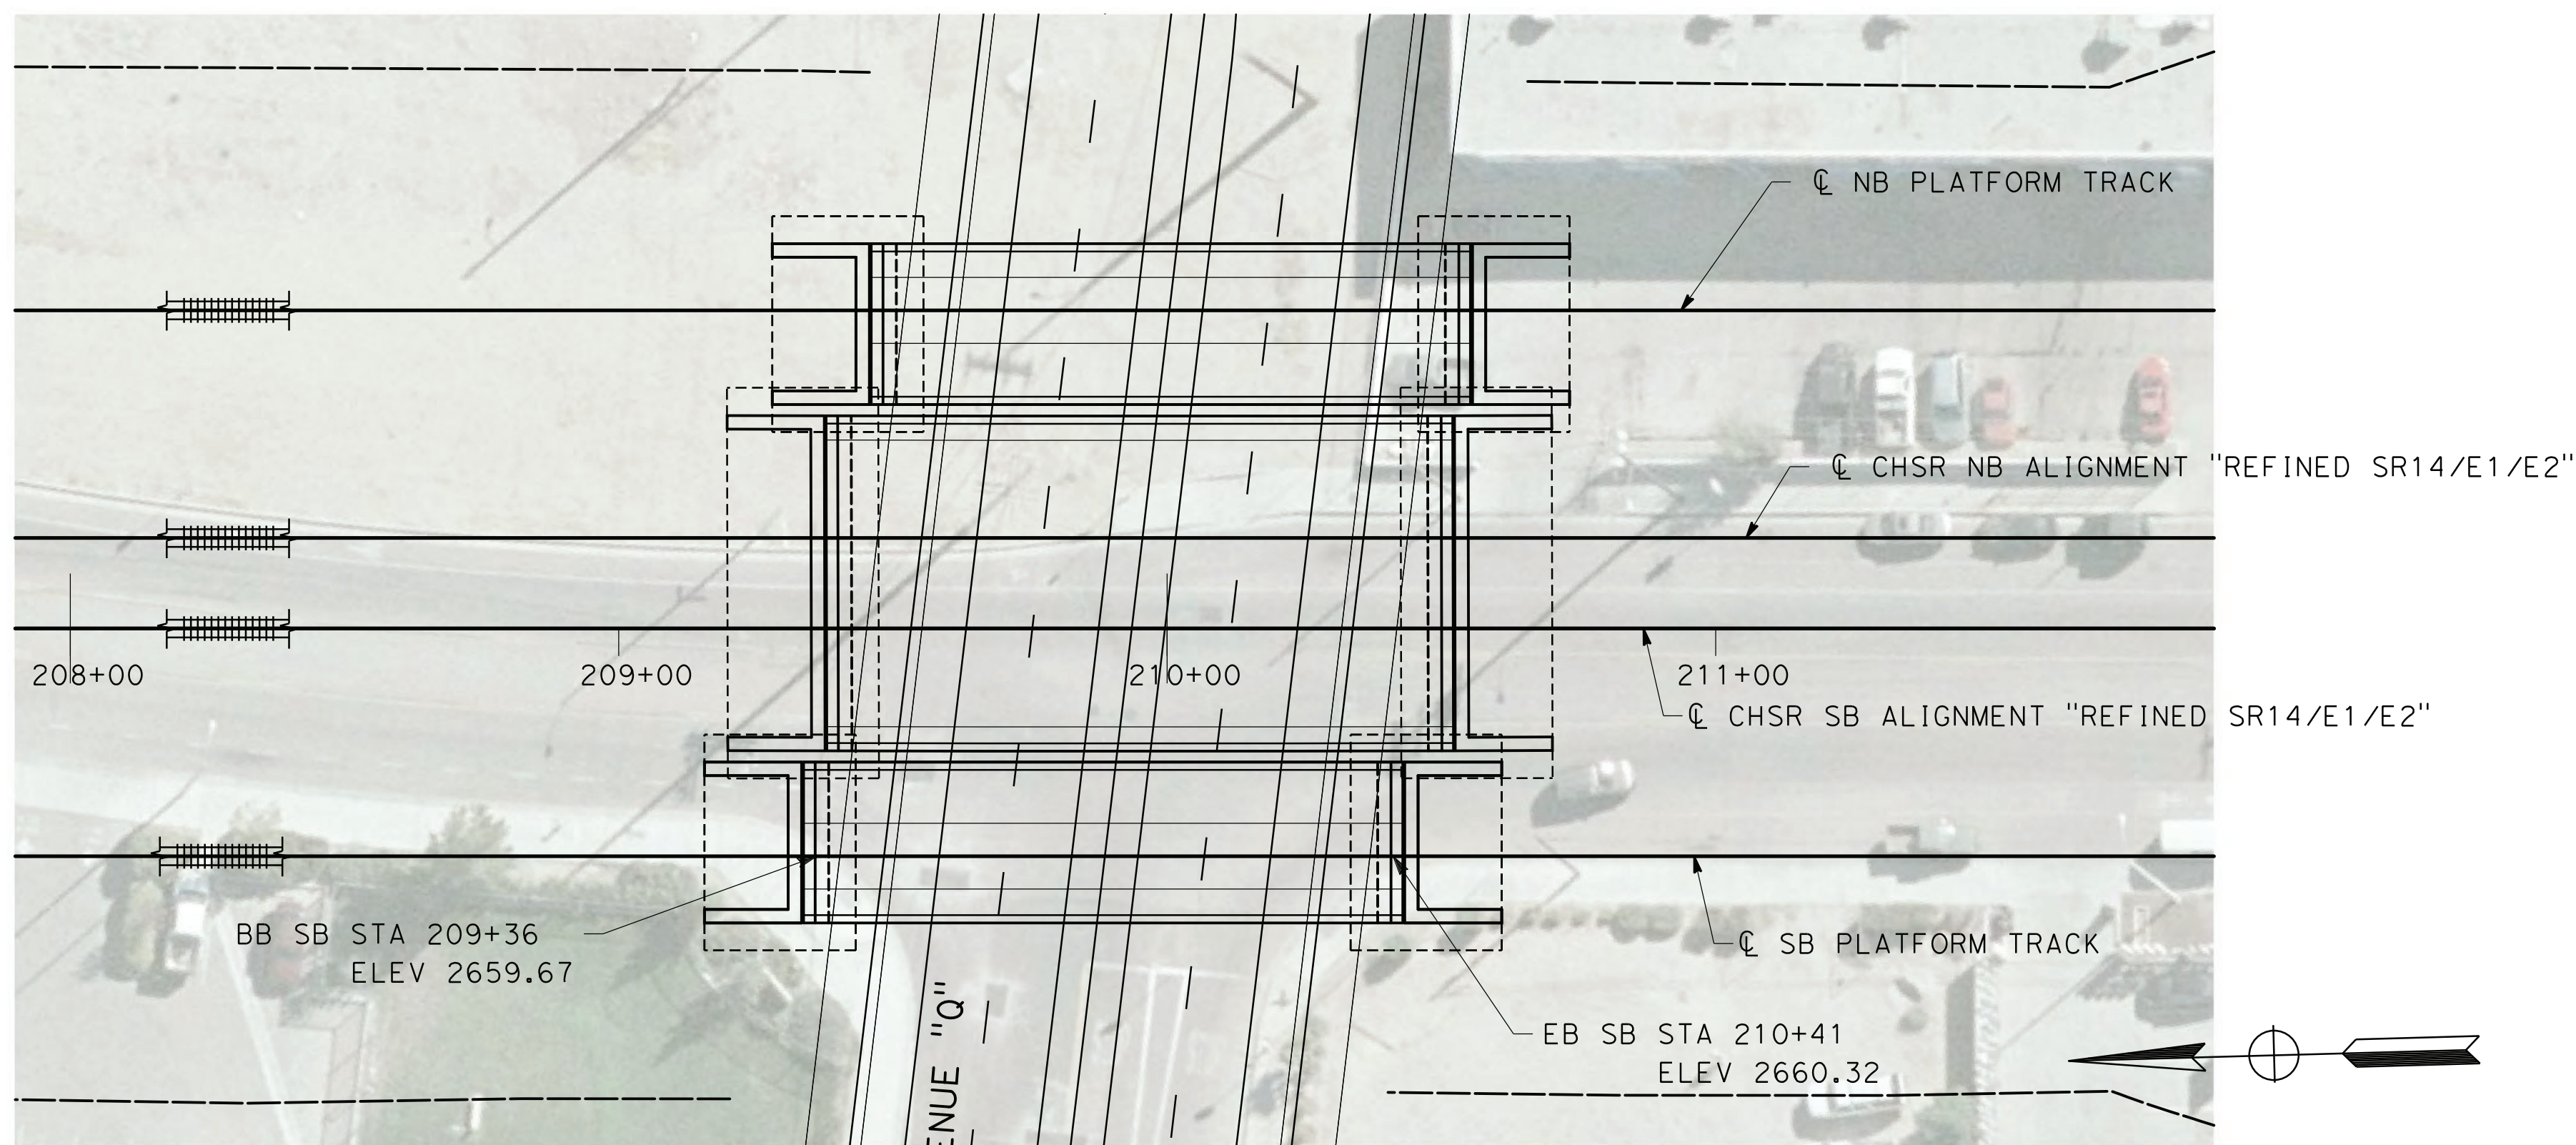 ℄ NB PLATFORM TRACK
℄ CHSR NB ALIGNMENT "REFINED SR14/E1/E2"
208+00
209+00
210+00
211+00
℄ CHSR SB ALIGNMENT "REFINED SR14/E1/E2"
BB SB STA 209+36
ELEV 2659.67
℄ SB PLATFORM TRACK
EB SB STA 210+41
ELEV 2660.32
ENUE "Q"